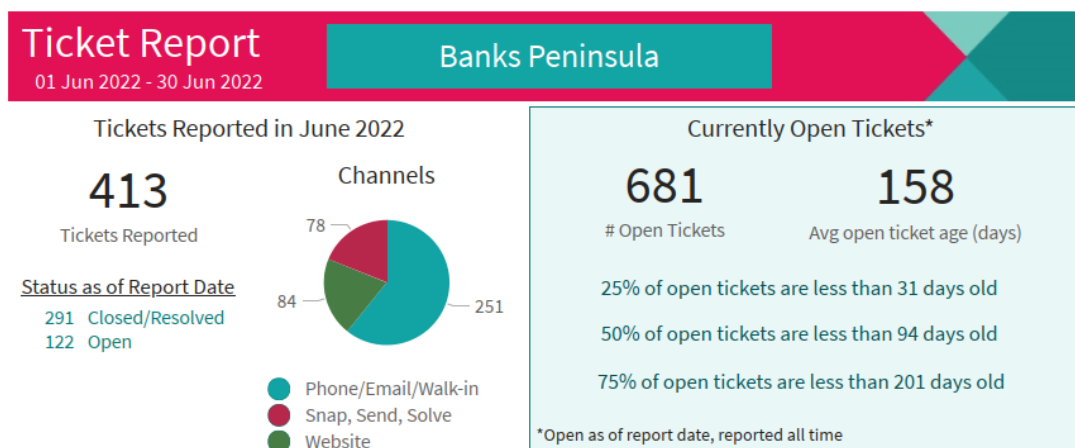 Ticket Report
01 Jun 2022 - 30 Jun 2022
Banks Peninsula
Tickets Reported in June 2022
413
Tickets Reported
Status as of Report Date
291 Closed/Resolved
122 Open
Channels
78
84
251
Phone/Email/Walk-in
Snap, Send, Solve
Website
Currently Open Tickets*
681
# Open Tickets
158
Avg open ticket age (days)
25% of open tickets are less than 31 days old
50% of open tickets are less than 94 days old
75% of open tickets are less than 201 days old
*Open as of report date, reported all time